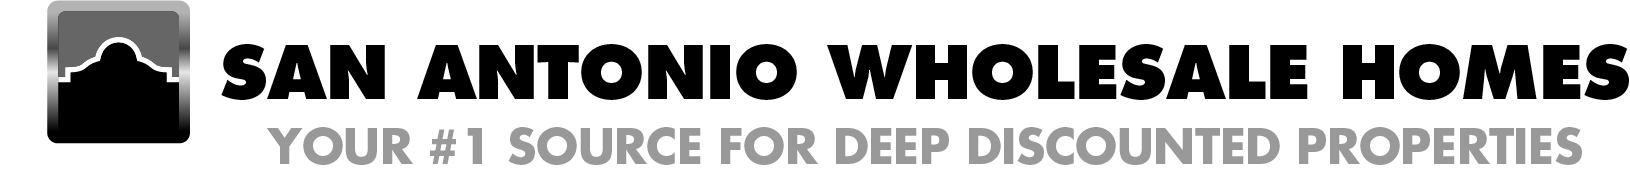 SAN ANTONIO WHOLESALE HOMES
YOUR #1 SOURCE FOR DEEP DISCOUNTED PROPERTIES